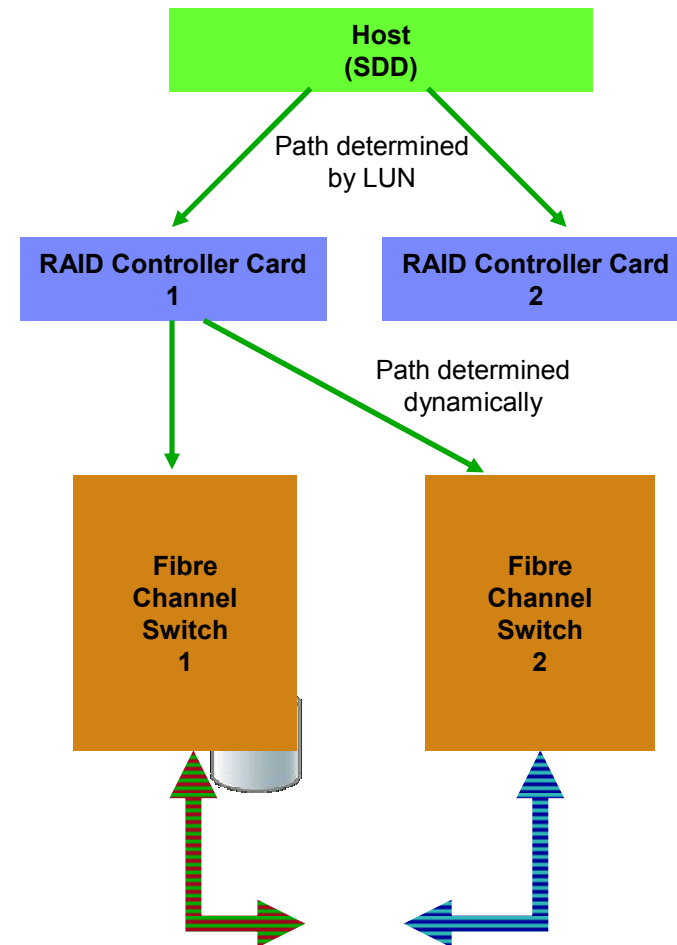 Host
(SDD)
Path determined
by LUN
RAID Controller Card
1
RAID Controller Card
2
Path determined
dynamically
Fibre
Channel
Switch
1
Fibre
Channel
Switch
2